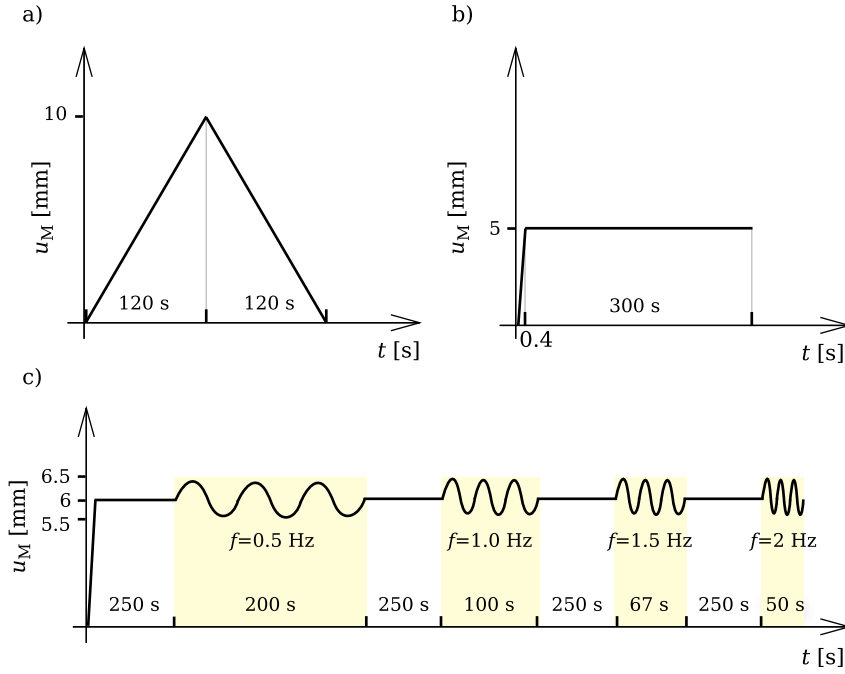 a)
10
u_M [mm]
120 s
120 s
t [s]
b)
5
u_M [mm]
300 s
0.4
t [s]
c)
6.5
6
5.5
u_M [mm]
f=0.5 Hz
f=1.0 Hz
f=1.5 Hz
f=2 Hz
250 s
200 s
250 s
100 s
250 s
67 s
250 s
50 s
t [s]